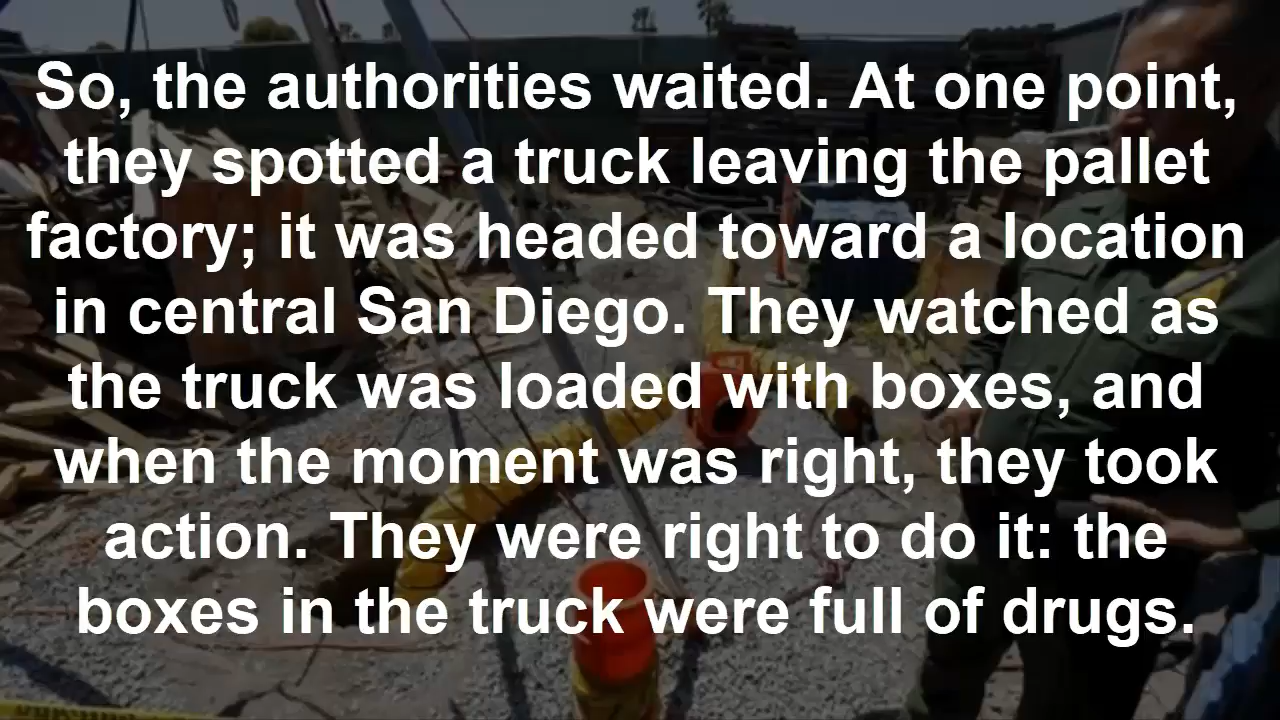 So, the authorities waited. At one point,
they spotted a truck leaving the pallet
factory; it was headed toward a location
in central San Diego. They watched as
the truck was loaded with boxes, and
when the moment was right, they took
action. They were right to do it: the
boxes in the truck were full of drugs.